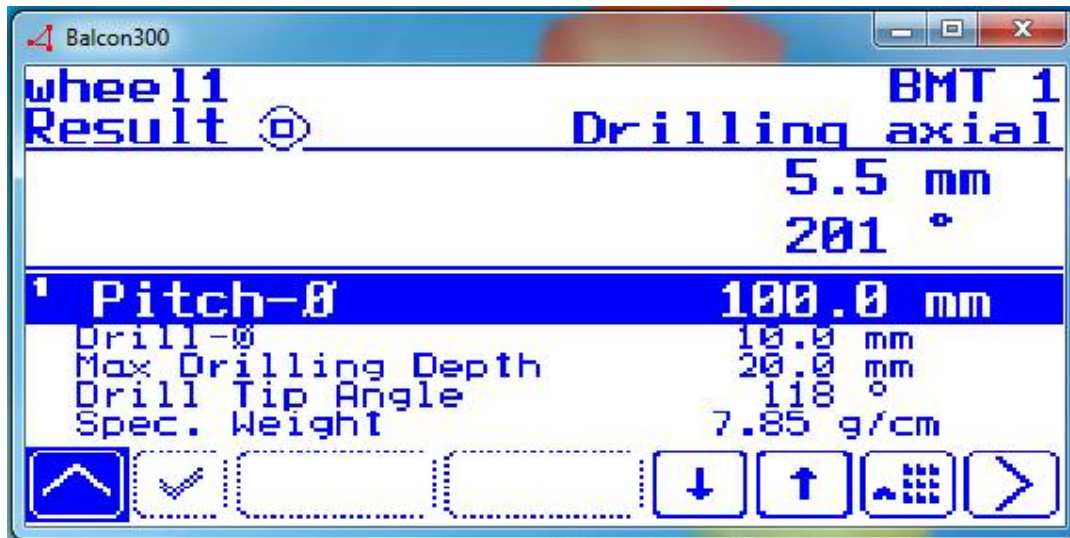 Balcon300
wheel1 BMT 1
Result Drilling axial
5.5 mm
201 °
1 Pitch-Ø 100.0 mm
Drill-Ø 10.0 mm
Max Drilling Depth 20.0 mm
Drill Tip Angle 118 °
Spec. Weight 7.85 g/cm